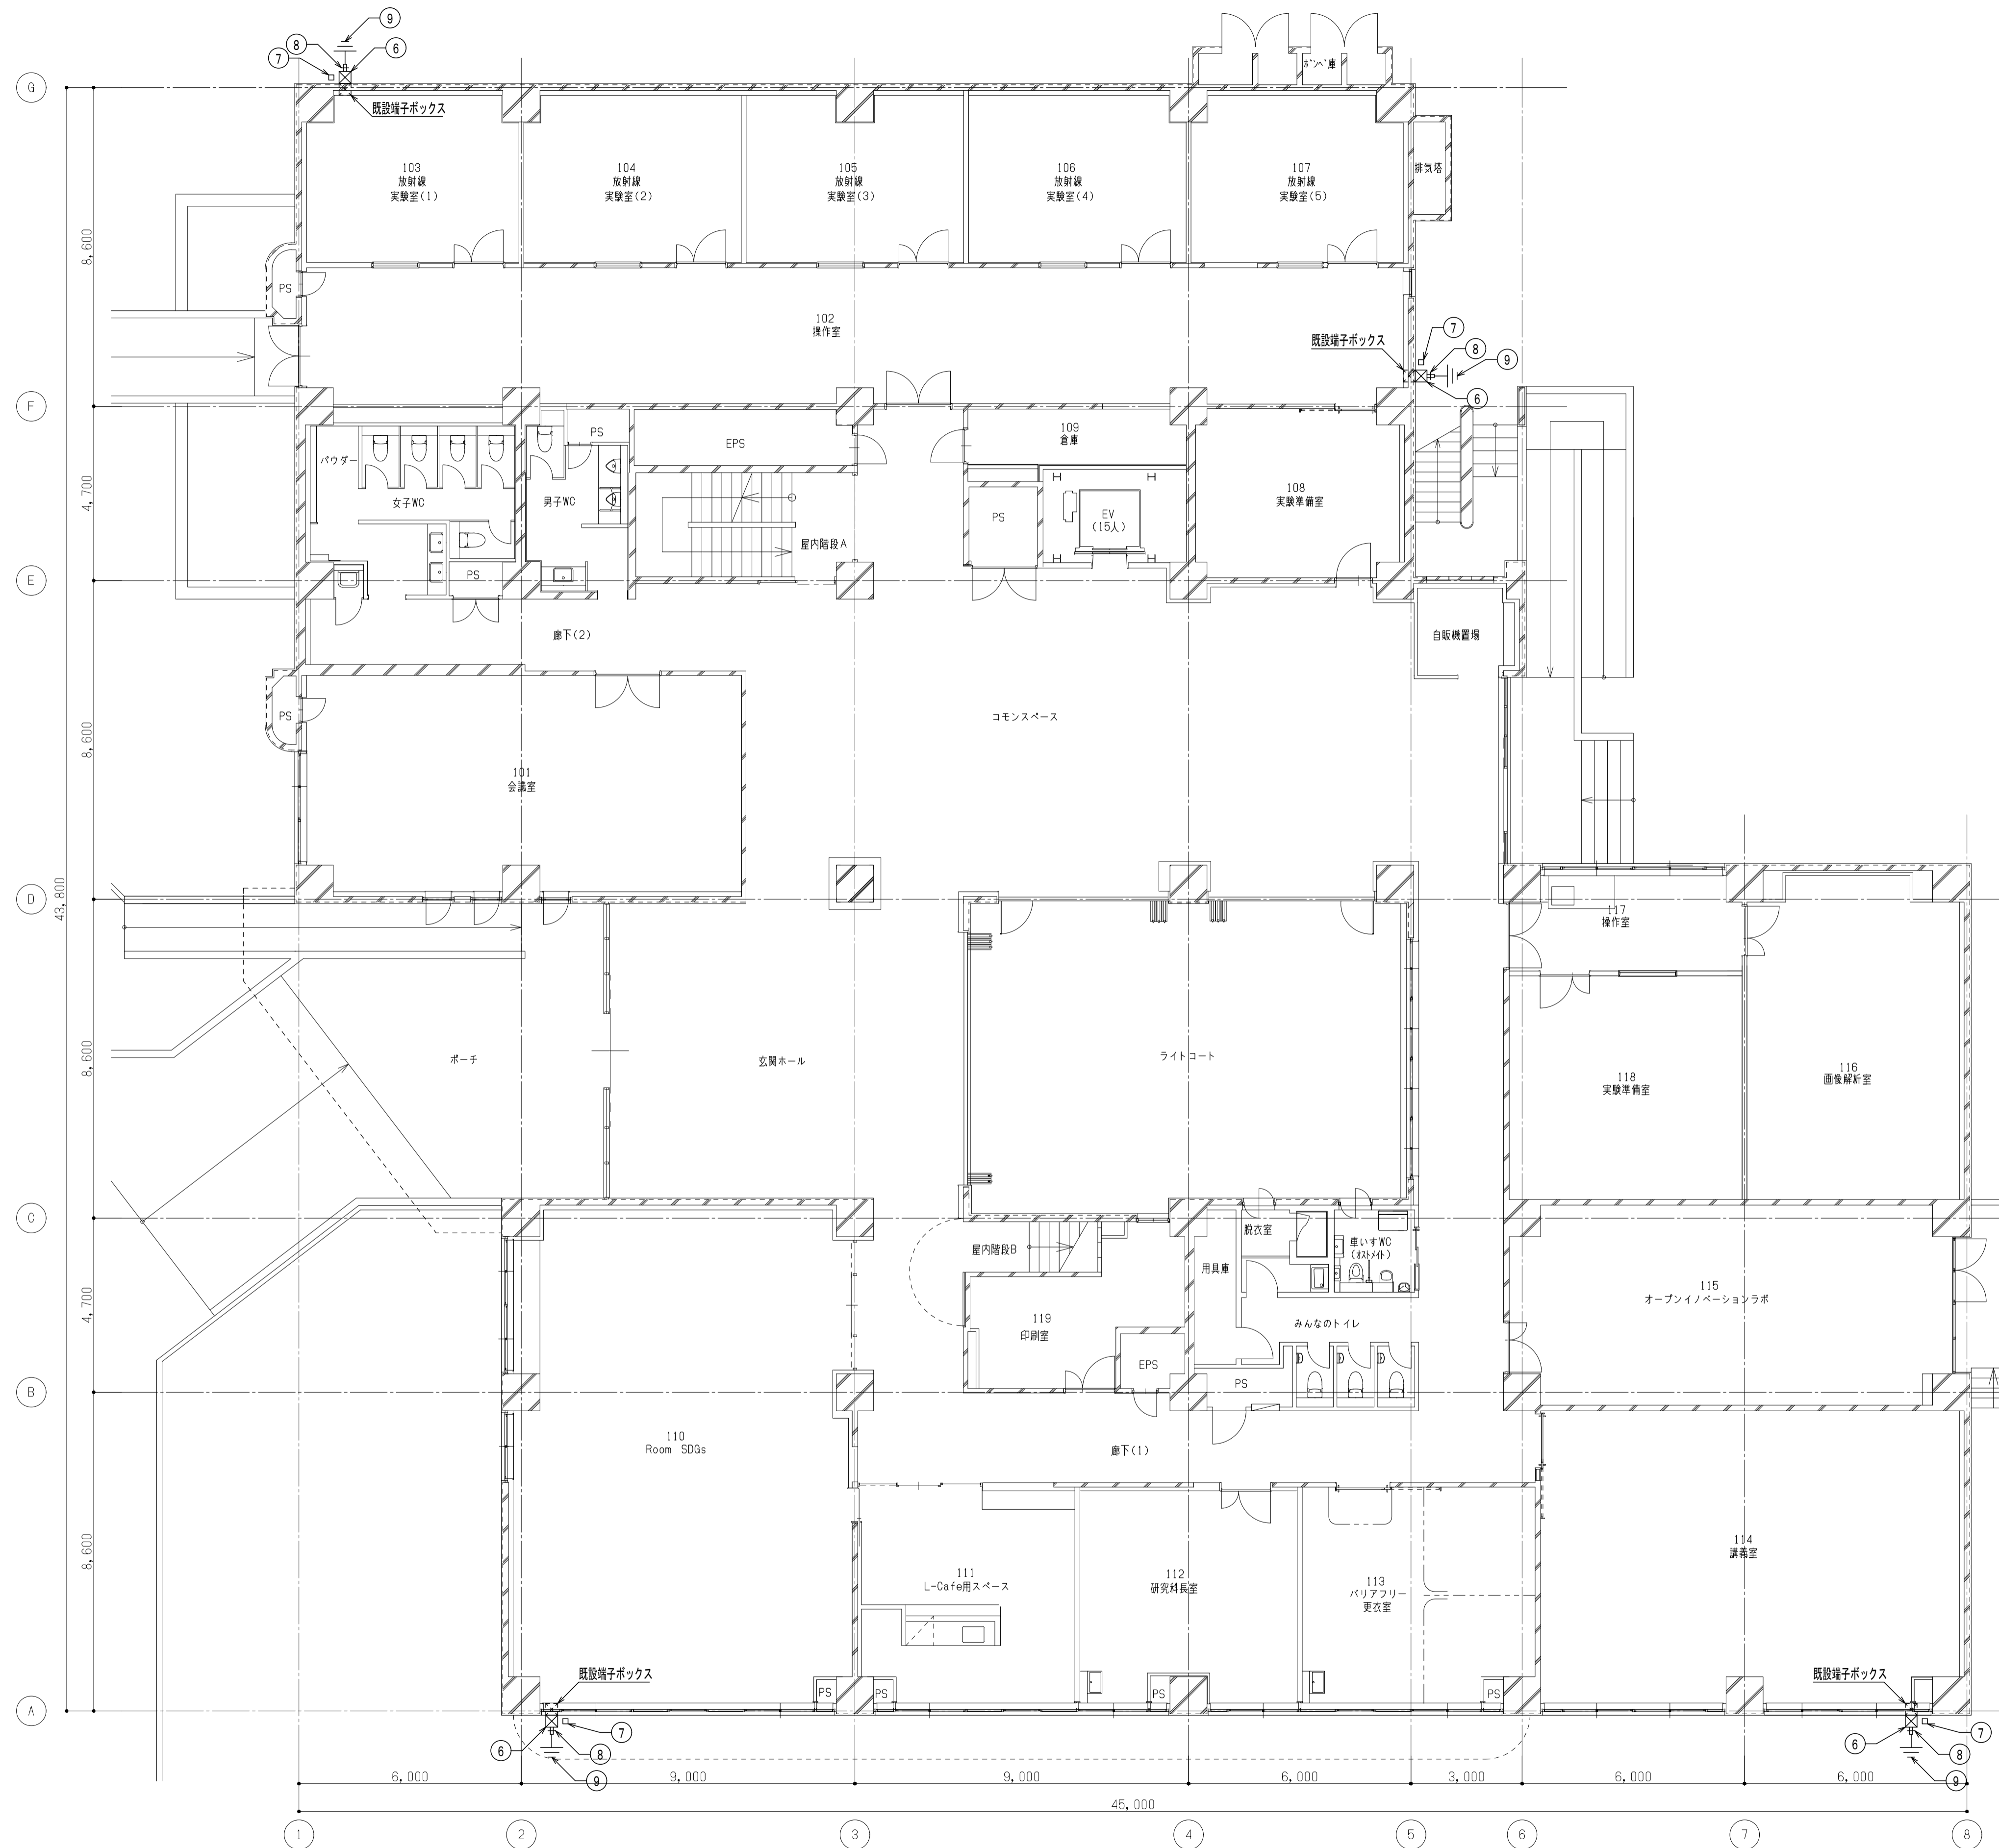 9
8
6
7
既設端子ボックス
ボンベ庫
G
103
放射線
実験室(1)
104
放射線
実験室(2)
105
放射線
実験室(3)
106
放射線
実験室(4)
107
放射線
実験室(5)
排気塔
8,600
PS
102
操作室
既設端子ボックス
7
8
9
6
F
パウダー
女子WC
PS
男子WC
EPS
屋内階段A
109
倉庫
PS
EV
(15人)
108
実験準備室
4,700
PS
E
廊下(2)
自販機置場
PS
コモンスペース
8,600
101
会議室
43,800
D
117
操作室
ポーチ
玄関ホール
ライトコート
8,600
118
実験準備室
116
画像解析室
C
屋内階段B
脱衣室
車いすWC
(オストメイト)
用具庫
4,700
119
印刷室
みんなのトイレ
115
オープンイノベーションラボ
EPS
PS
B
110
Room SDGs
廊下(1)
8,600
111
L-Cafe用スペース
112
研究科長室
113
バリアフリー
更衣室
114
講義室
既設端子ボックス
既設端子ボックス
PS
PS
PS
PS
A
6
7
8
9
6
7
8
9
6,000
9,000
9,000
6,000
3,000
6,000
6,000
45,000
1
2
3
4
5
6
7
8